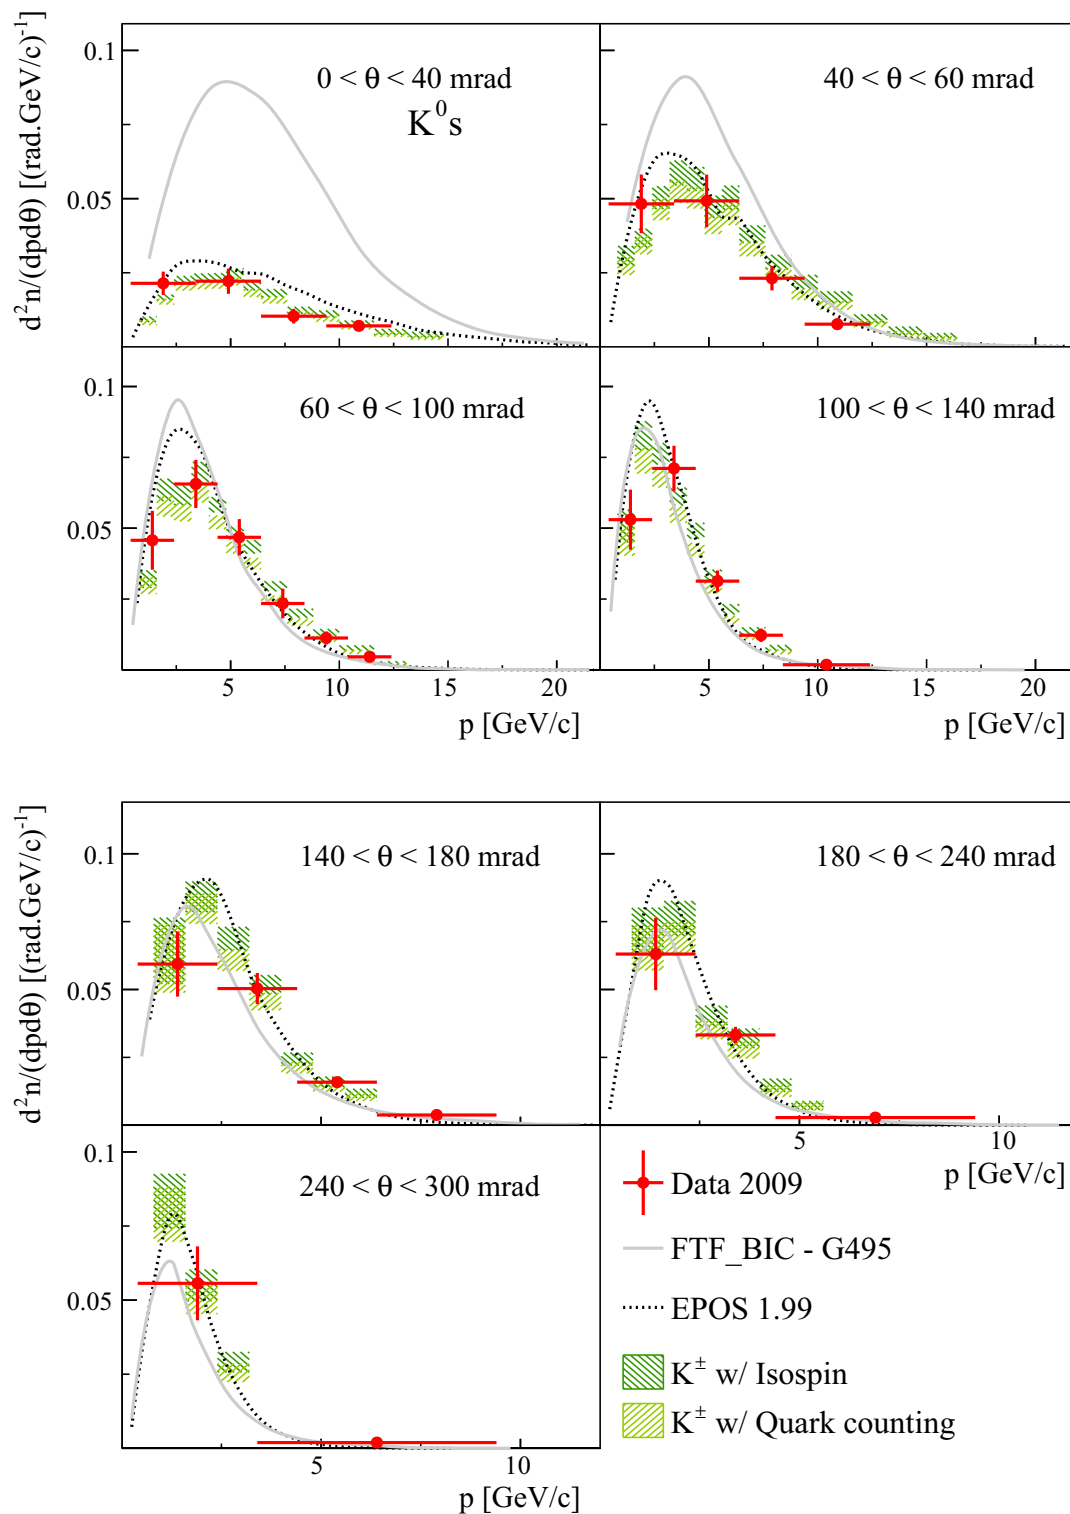 d²n/(dpdθ) [(rad.GeV/c)⁻¹]
0.1
0.05
0 < θ < 40 mrad
K⁰s
40 < θ < 60 mrad
0.1
0.05
60 < θ < 100 mrad
100 < θ < 140 mrad
5 10 15 20
p [GeV/c]
5 10 15 20
p [GeV/c]
d²n/(dpdθ) [(rad.GeV/c)⁻¹]
0.1
0.05
140 < θ < 180 mrad
180 < θ < 240 mrad
5 10
p [GeV/c]
0.1
0.05
240 < θ < 300 mrad
5 10
p [GeV/c]
Data 2009
FTF_BIC - G495
EPOS 1.99
K± w/ Isospin
K± w/ Quark counting